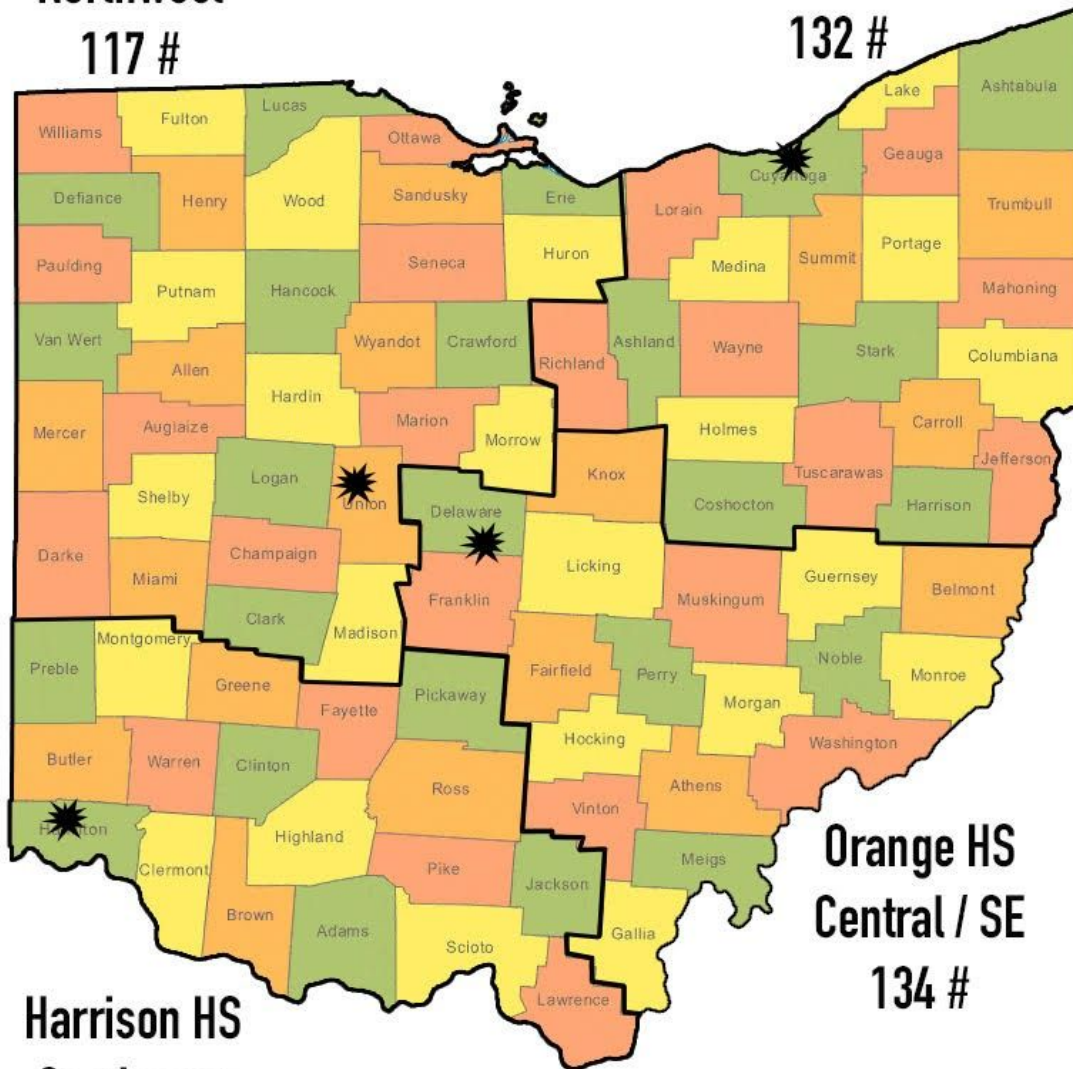 Northwest
117 #
132 #
Ashtabula
Lake
Lucas
Williams
Fulton
Ottawa
Geauga
Cuyahoga
Defiance
Henry
Wood
Sandusky
Erie
Lorain
Trumbull
Paulding
Seneca
Huron
Medina
Summit
Portage
Putnam
Hancock
Mahoning
Van Wert
Allen
Wyandot
Crawford
Richland
Ashland
Wayne
Stark
Columbiana
Mercer
Auglaize
Hardin
Marion
Morrow
Holmes
Carroll
Shelby
Logan
Union
Knox
Tuscarawas
Jefferson
Coshocton
Harrison
Delaware
Darke
Miami
Champaign
Licking
Guernsey
Belmont
Clark
Madison
Franklin
Muskingum
Preble
Montgomery
Greene
Fayette
Pickaway
Fairfield
Perry
Noble
Monroe
Morgan
Butler
Warren
Clinton
Ross
Hocking
Athens
Washington
Highland
Vinton
Clermont
Pike
Jackson
Meigs
Brown
Adams
Scioto
Gallia
Lawrence
Orange HS
Central / SE
134 #
Harrison HS